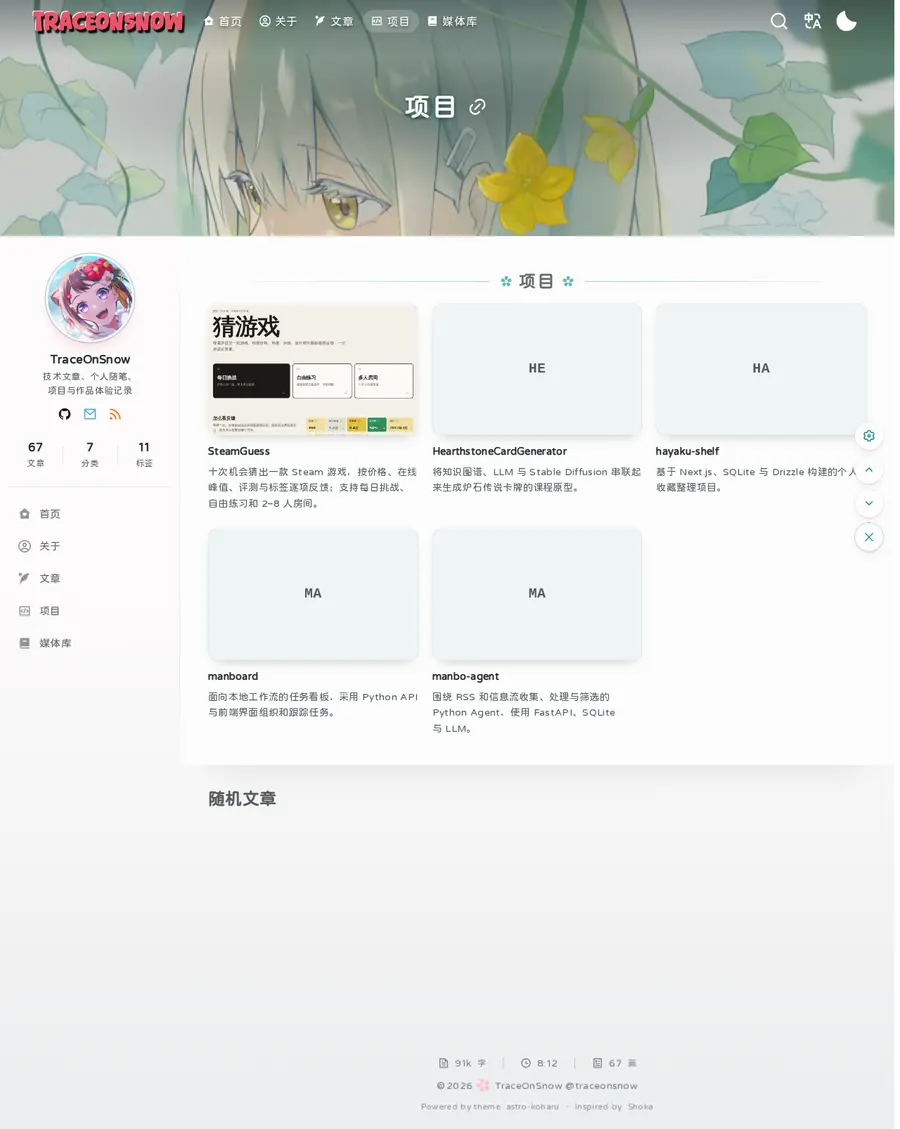 TRACEONSNOW
首页
关于
文章
项目
媒体库
项目
TraceOnSnow
技术文章、个人随笔、
项目与作品体验记录
67
文章
7
分类
11
标签
首页
关于
文章
项目
媒体库
项目
猜游戏
每日挑战
自由练习
多人房间
SteamGuess
十次机会猜出一款 Steam 游戏，按价格、在线
峰值、评测与标签逐项反馈；支持每日挑战、
自由练习和 2–8 人房间。
HE
HearthstoneCardGenerator
将知识图谱、LLM 与 Stable Diffusion 串联起
来生成炉石传说卡牌的课程原型。
HA
hayaku-shelf
基于 Next.js、SQLite 与 Drizzle 构建的个人
收藏整理项目。
MA
manboard
面向本地工作流的任务看板，采用 Python API
与前端界面组织和跟踪任务。
MA
manbo-agent
围绕 RSS 和信息流收集、处理与筛选的
Python Agent，使用 FastAPI、SQLite
与 LLM。
随机文章
91k 字
8:12
67 篇
© 2026 TraceOnSnow @traceonsnow
Powered by theme astro-koharu · Inspired by Shoka